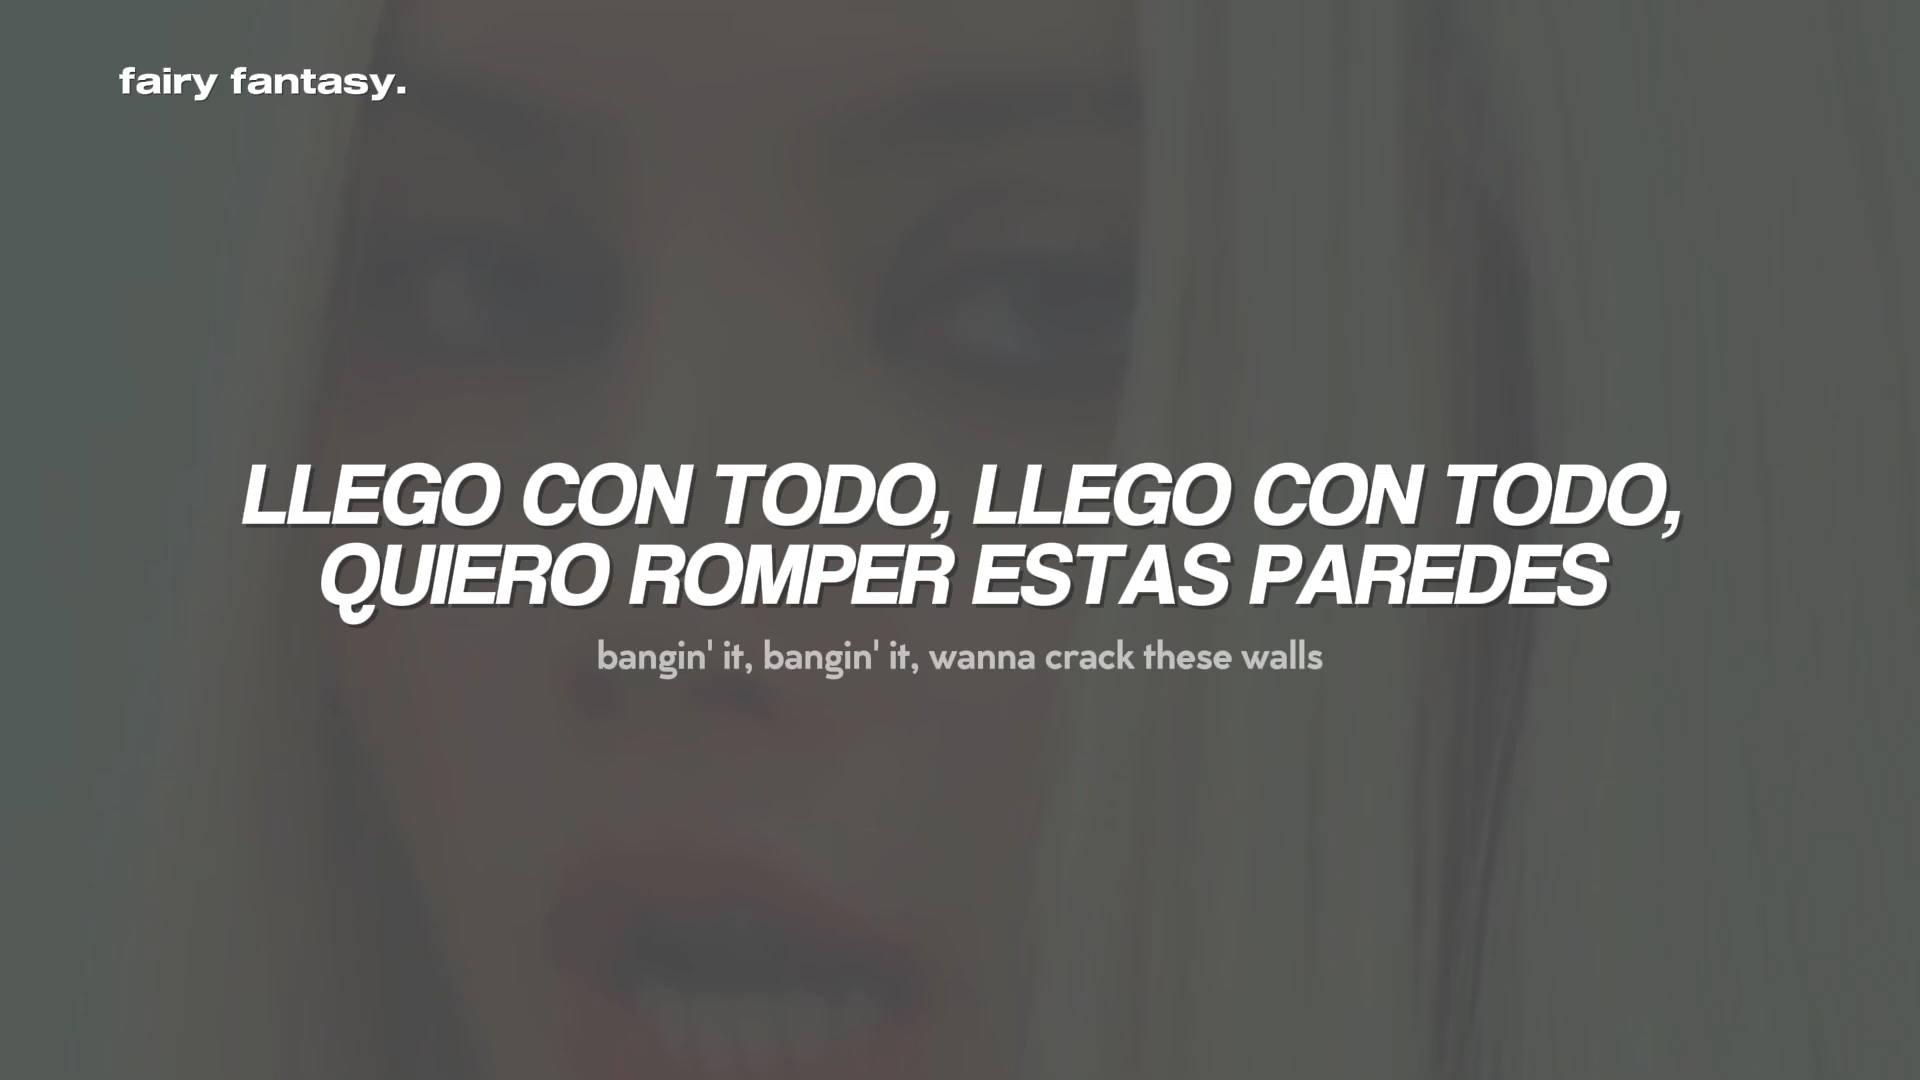 fairy fantasy.
LLEGO CON TODO, LLEGO CON TODO,
QUIERO ROMPER ESTAS PAREDES
bangin' it, bangin' it, wanna crack these walls